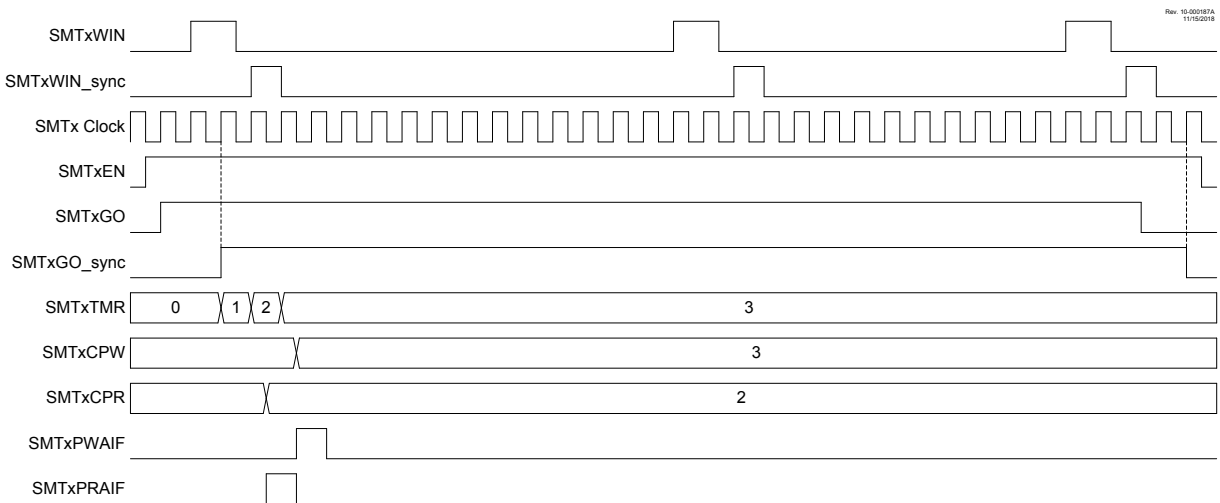 Rev. 10-000187A
11/15/2018
SMTxWIN
SMTxWIN_sync
SMTx Clock
SMTxEN
SMTxGO
SMTxGO_sync
SMTxTMR 0 1 2 3
SMTxCPW 3
SMTxCPR 2
SMTxPWAIF
SMTxPRAIF